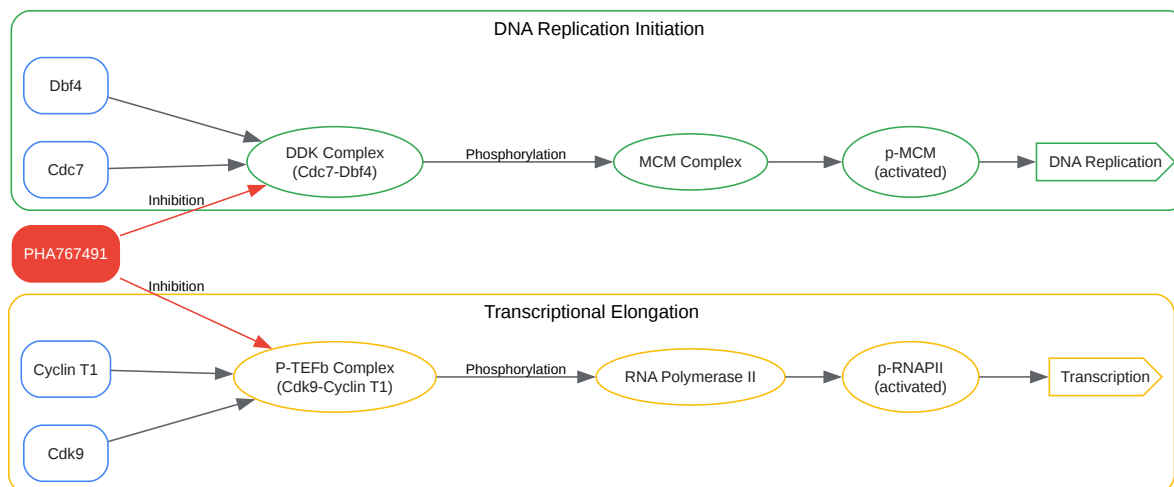 DNA Replication Initiation
Dbf4
Cdc7
DDK Complex
(Cdc7-Dbf4)
Phosphorylation
MCM Complex
p-MCM
(activated)
DNA Replication
Inhibition
PHA767491
Inhibition
Transcriptional Elongation
Cyclin T1
Cdk9
P-TEFb Complex
(Cdk9-Cyclin T1)
Phosphorylation
RNA Polymerase II
p-RNAPII
(activated)
Transcription